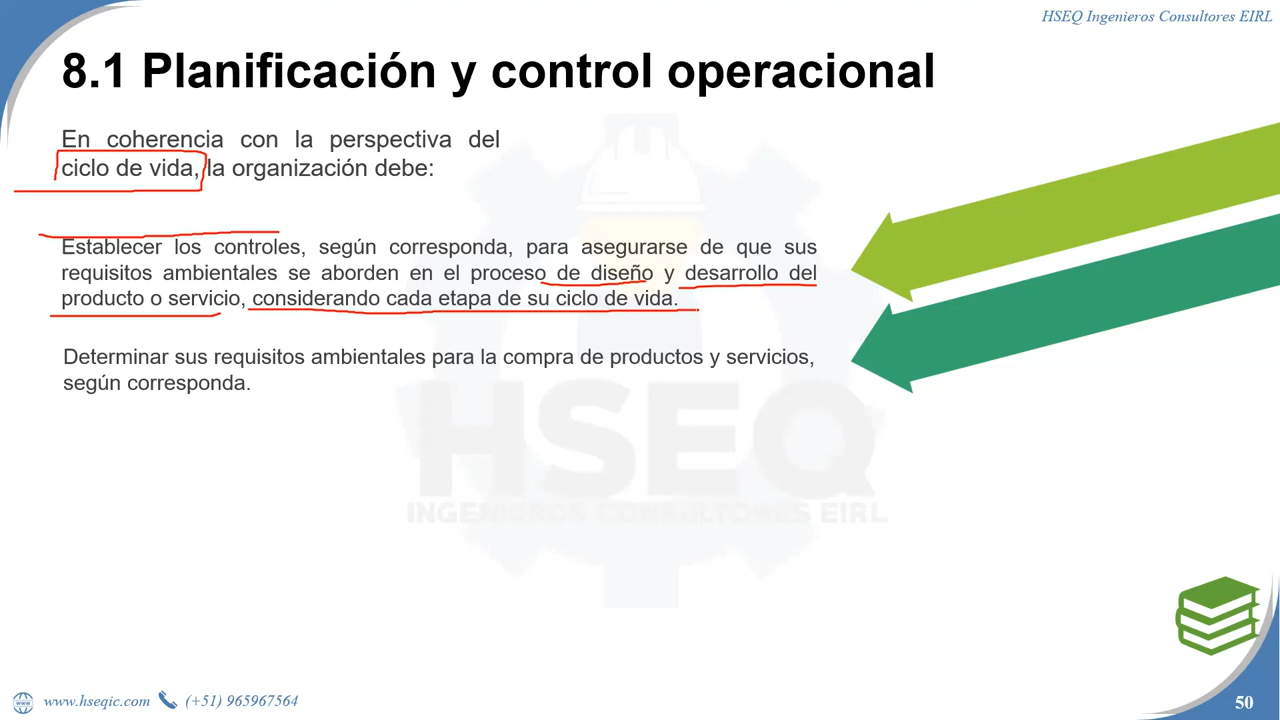 HSEQ Ingenieros Consultores EIRL
8.1 Planificación y control operacional
En coherencia con la perspectiva del
ciclo de vida, la organización debe:
Establecer los controles, según corresponda, para asegurarse de que sus
requisitos ambientales se aborden en el proceso de diseño y desarrollo del
producto o servicio, considerando cada etapa de su ciclo de vida.
Determinar sus requisitos ambientales para la compra de productos y servicios,
según corresponda.
HSEQ
INGENIEROS CONSULTORES EIRL
www www.hseqic.com (+51) 965967564
50